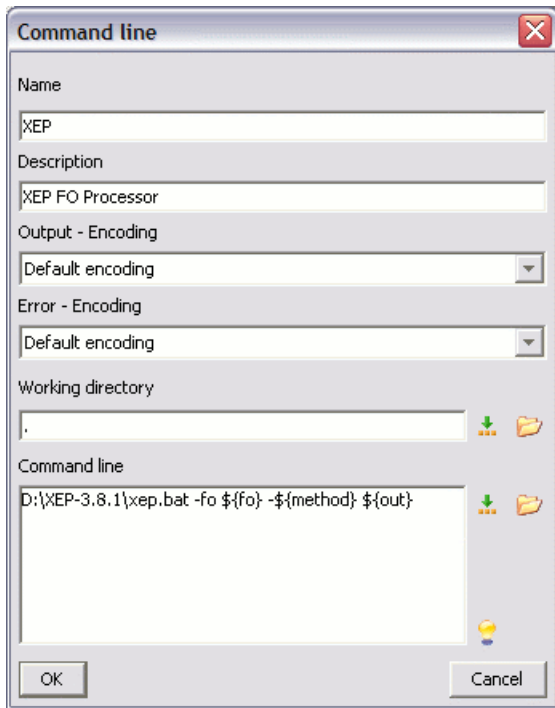 Command line
Name
XEP
Description
XEP FO Processor
Output - Encoding
Default encoding
Error - Encoding
Default encoding
Working directory
.
Command line
D:\XEP-3.8.1\xep.bat -fo ${fo} -${method} ${out}
OK
Cancel